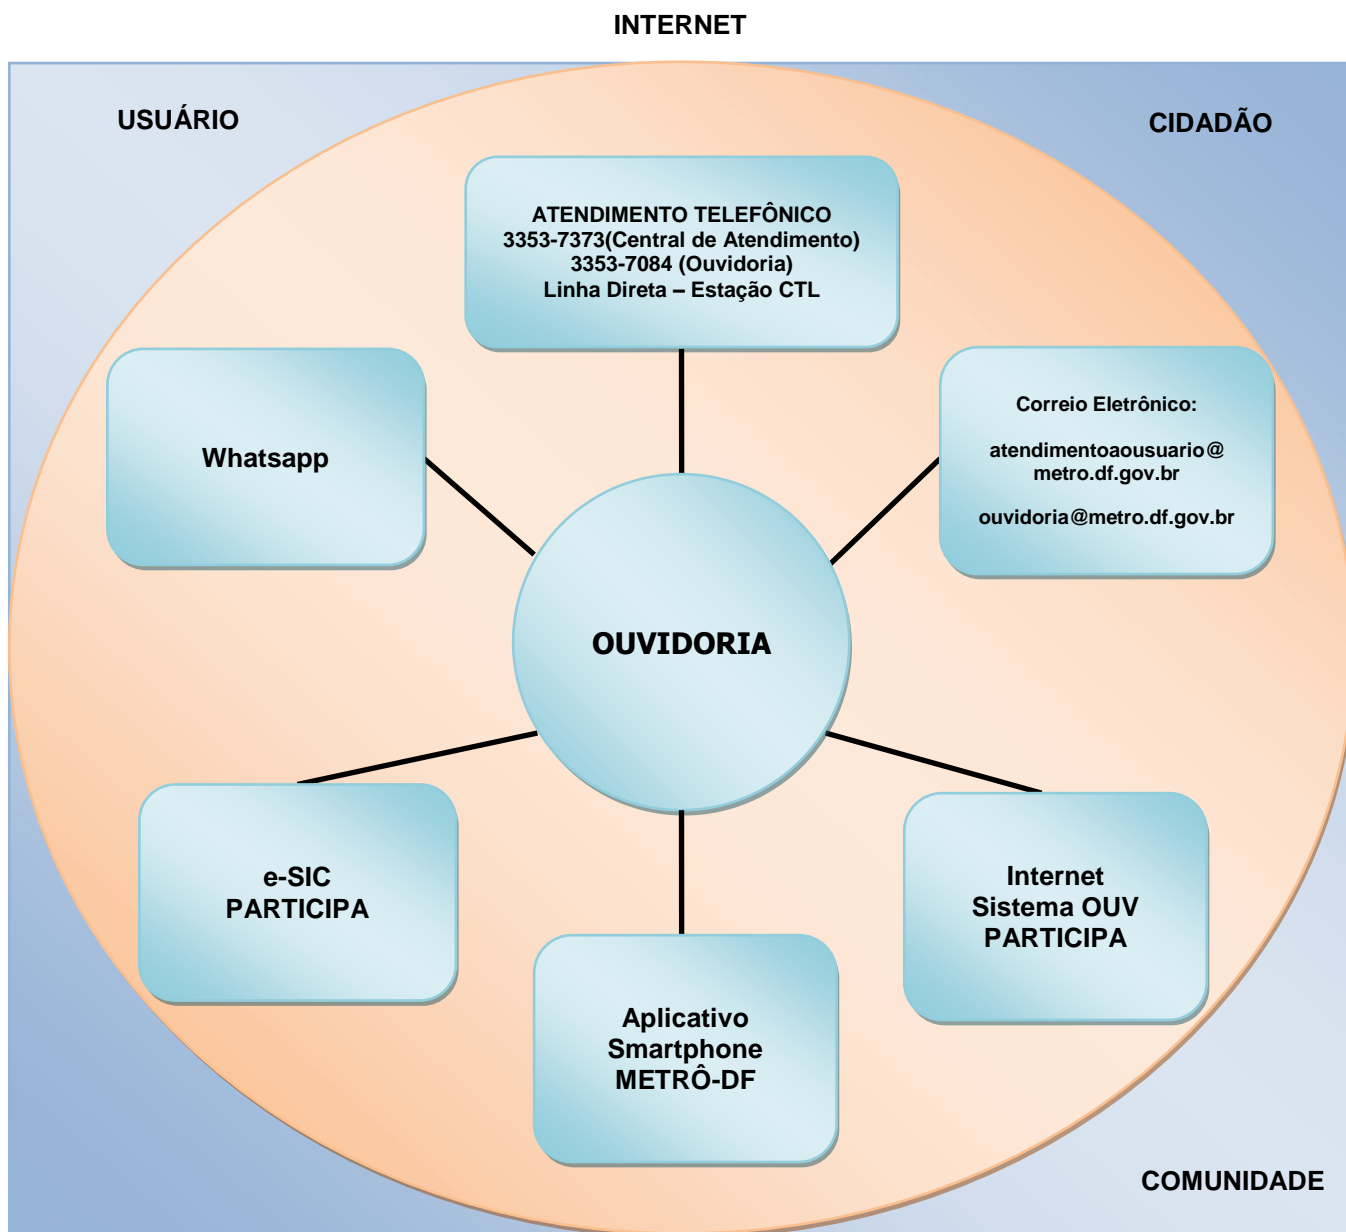 INTERNET
USUÁRIO
CIDADÃO
ATENDIMENTO TELEFÔNICO
3353-7373(Central de Atendimento)
3353-7084 (Ouvidoria)
Linha Direta – Estação CTL
Whatsapp
Correio Eletrônico:
atendimentoaousuario@
metro.df.gov.br
ouvidoria@metro.df.gov.br
OUVIDORIA
e-SIC
PARTICIPA
Internet
Sistema OUV
PARTICIPA
Aplicativo
Smartphone
METRÔ-DF
COMUNIDADE